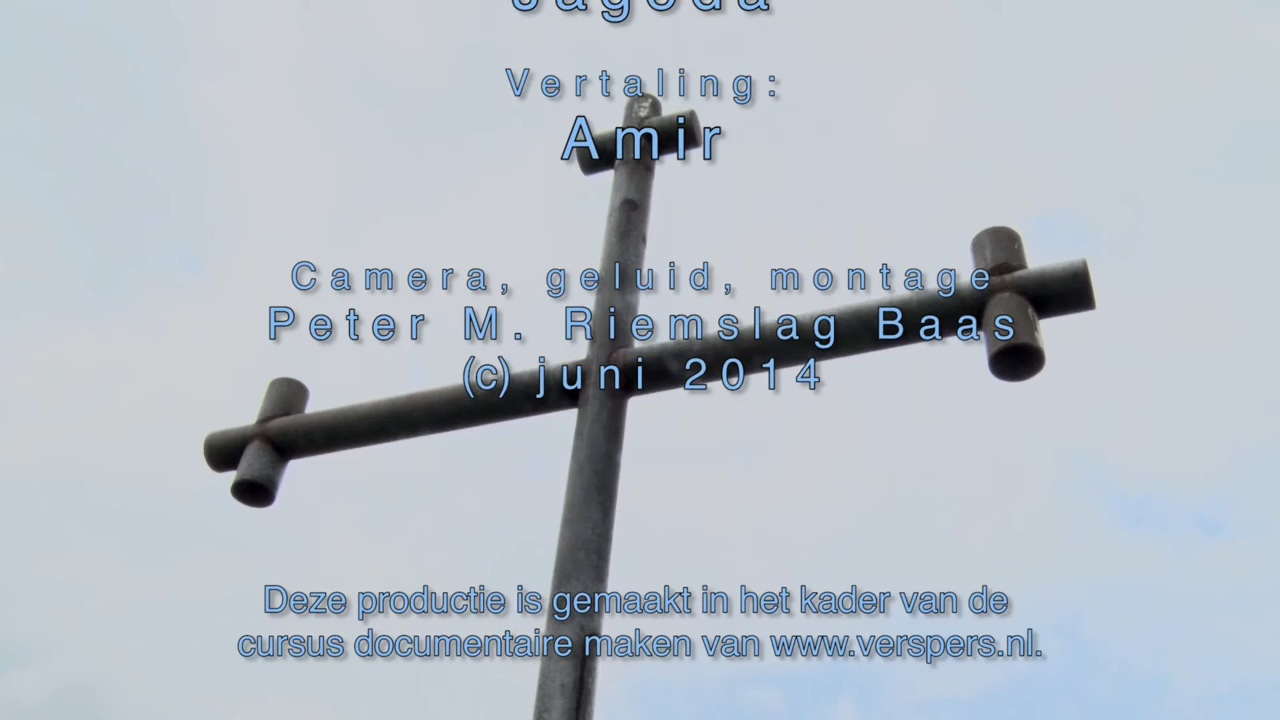 Jagoda
Vertaling:
Amir
Camera, geluid, montage
Peter M. Riemslag Baas
(c) juni 2014
Deze productie is gemaakt in het kader van de
cursus documentaire maken van www.verspers.nl.